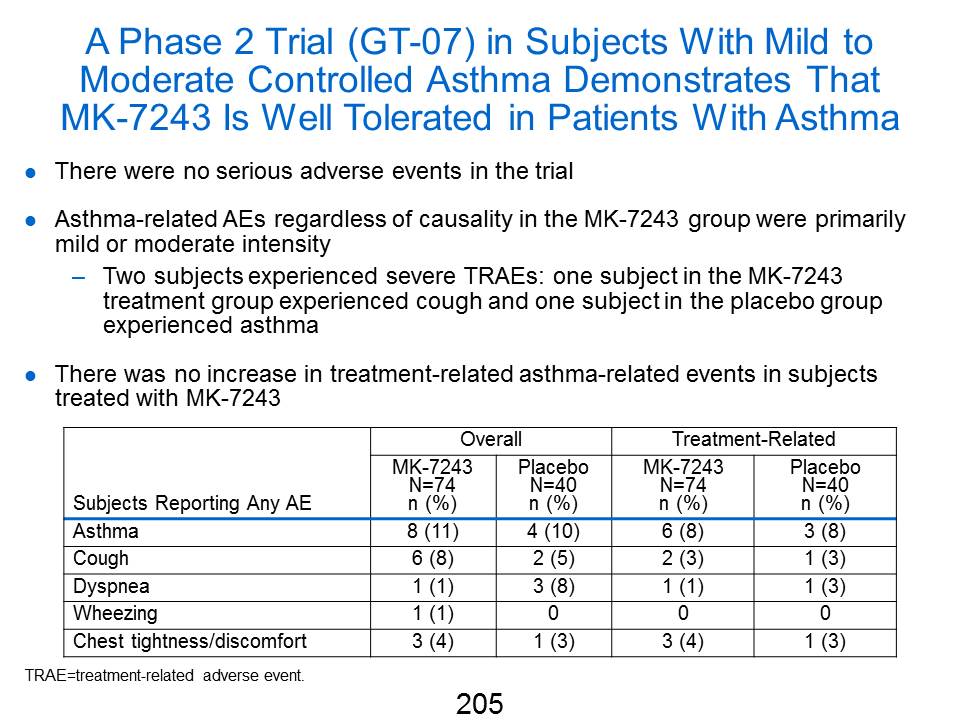 A Phase 2 Trial (GT-07) in Subjects With Mild to
Moderate Controlled Asthma Demonstrates That
MK-7243 Is Well Tolerated in Patients With Asthma
● There were no serious adverse events in the trial
● Asthma-related AEs regardless of causality in the MK-7243 group were primarily
mild or moderate intensity
– Two subjects experienced severe TRAEs: one subject in the MK-7243
treatment group experienced cough and one subject in the placebo group
experienced asthma
● There was no increase in treatment-related asthma-related events in subjects
treated with MK-7243
Overall Treatment-Related
MK-7243 Placebo MK-7243 Placebo
N=74 N=40 N=74 N=40
Subjects Reporting Any AE n (%) n (%) n (%) n (%)
Asthma 8 (11) 4 (10) 6 (8) 3 (8)
Cough 6 (8) 2 (5) 2 (3) 1 (3)
Dyspnea 1 (1) 3 (8) 1 (1) 1 (3)
Wheezing 1 (1) 0 0 0
Chest tightness/discomfort 3 (4) 1 (3) 3 (4) 1 (3)
TRAE=treatment-related adverse event.
205